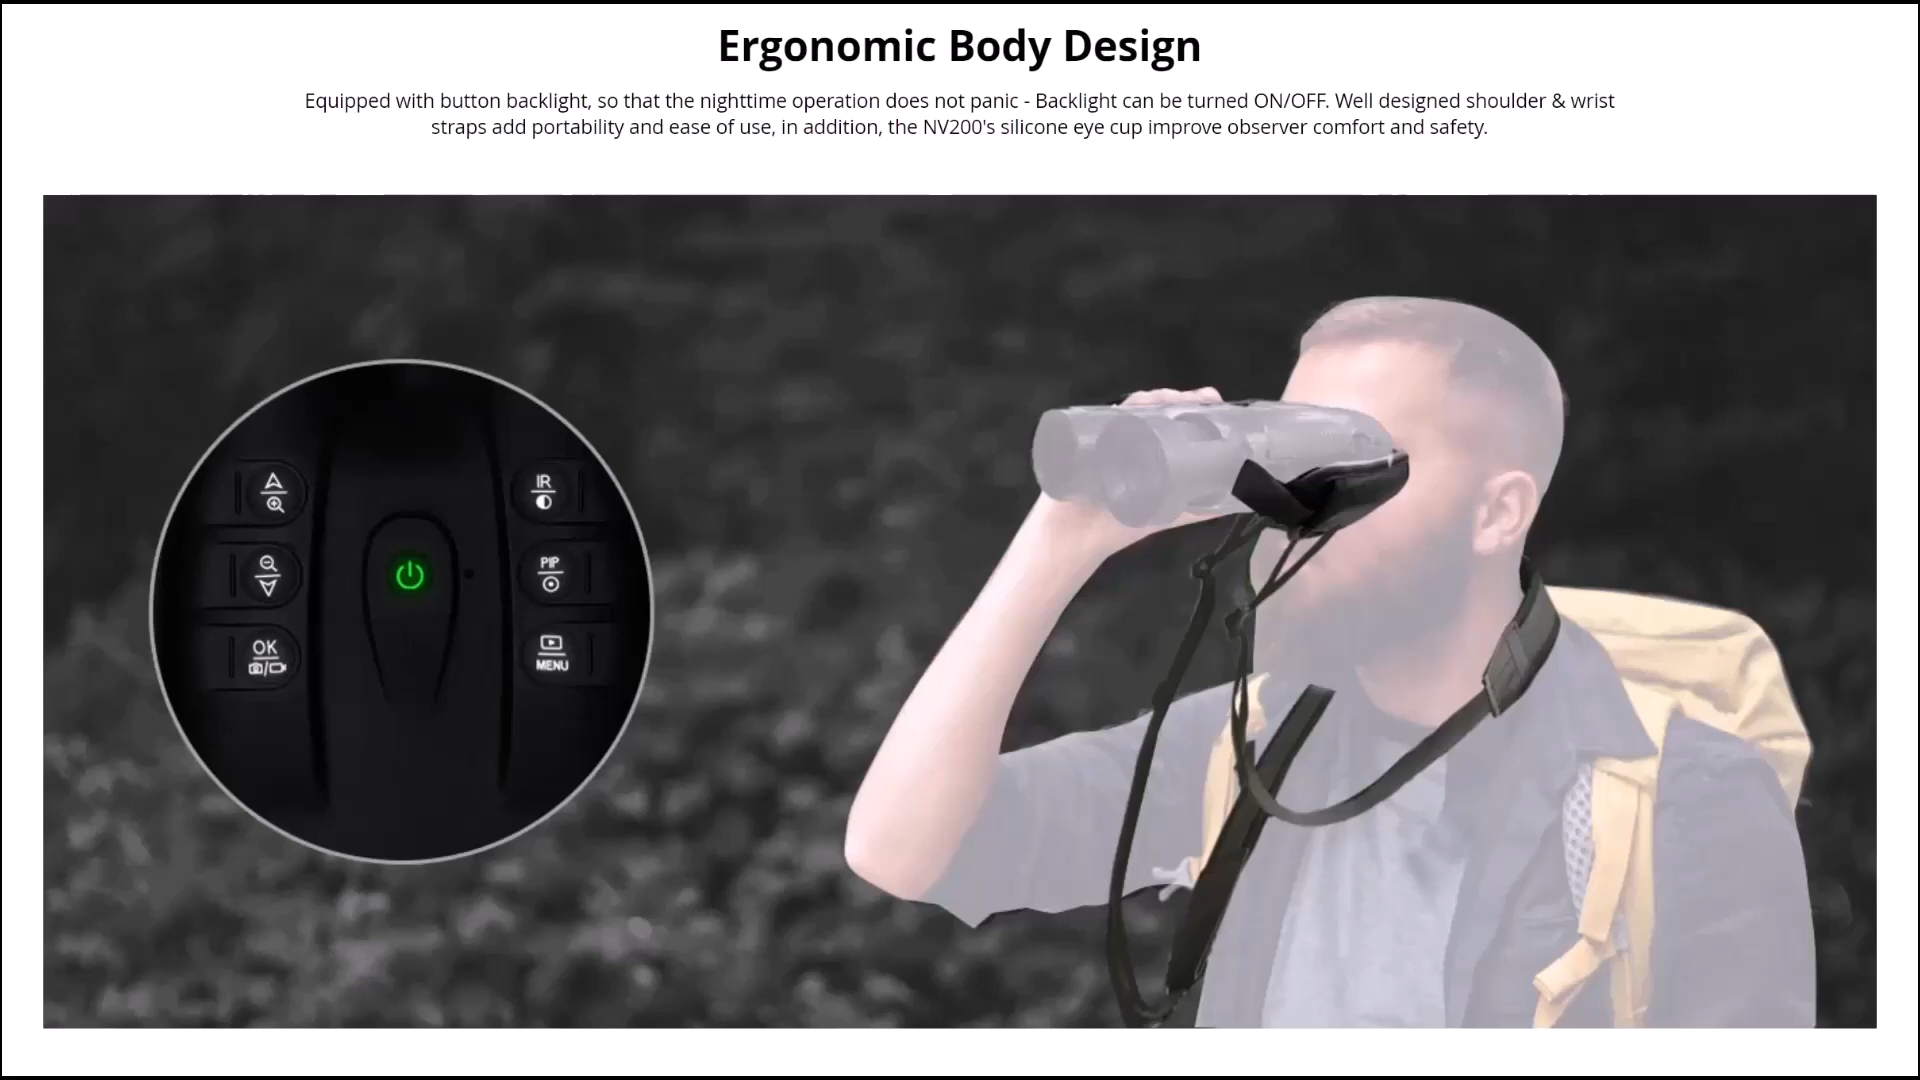 Ergonomic Body Design
Equipped with button backlight, so that the nighttime operation does not panic - Backlight can be turned ON/OFF. Well designed shoulder & wrist
straps add portability and ease of use, in addition, the NV200's silicone eye cup improve observer comfort and safety.
IR
PIP
OK
MENU